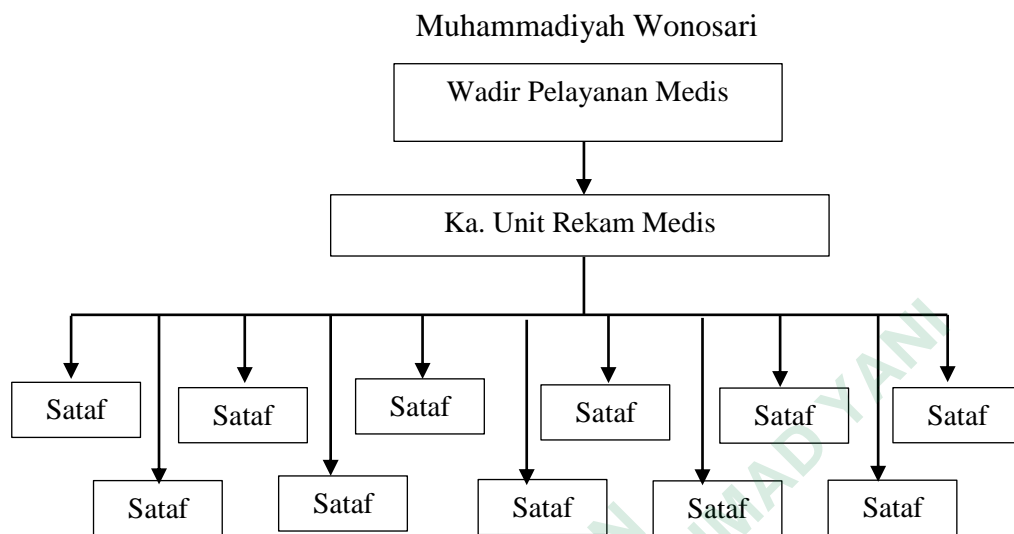 Muhammadiyah Wonosari
Wadir Pelayanan Medis
Ka. Unit Rekam Medis
Sataf
Sataf
Sataf
Sataf
Sataf
Sataf
Sataf
Sataf
Sataf
Sataf
Sataf
YANI